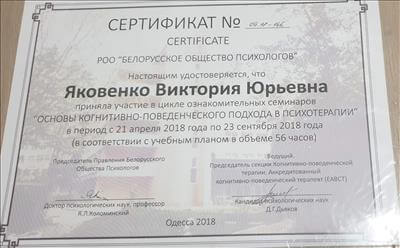 СЕРТИФИКАТ №
CERTIFICATE
РОО "БЕЛОРУССКОЕ ОБЩЕСТВО ПСИХОЛОГОВ"
Настоящим удостоверяется, что
Яковенко Виктория Юрьевна
приняла участие в цикле ознакомительных семинаров
"ОСНОВЫ КОГНИТИВНО-ПОВЕДЕНЧЕСКОГО ПОДХОДА В ПСИХОТЕРАПИИ"
в период с 21 апреля 2018 года по 23 сентября 2018 года
(в соответствии с учебным планом в объеме 56 часов)
Председатель Правления Белорусского
Общества Психологов
Доктор психологических наук, профессор
Я.Л.Коломинский
Ведущий,
Председатель секции Когнитивно-поведенческой
терапии, Аккредитованный
когнитивно-поведенческий терапевт (EABCT)
Кандидат психологических наук
Д.Г.Дьяков
Одесса 2018